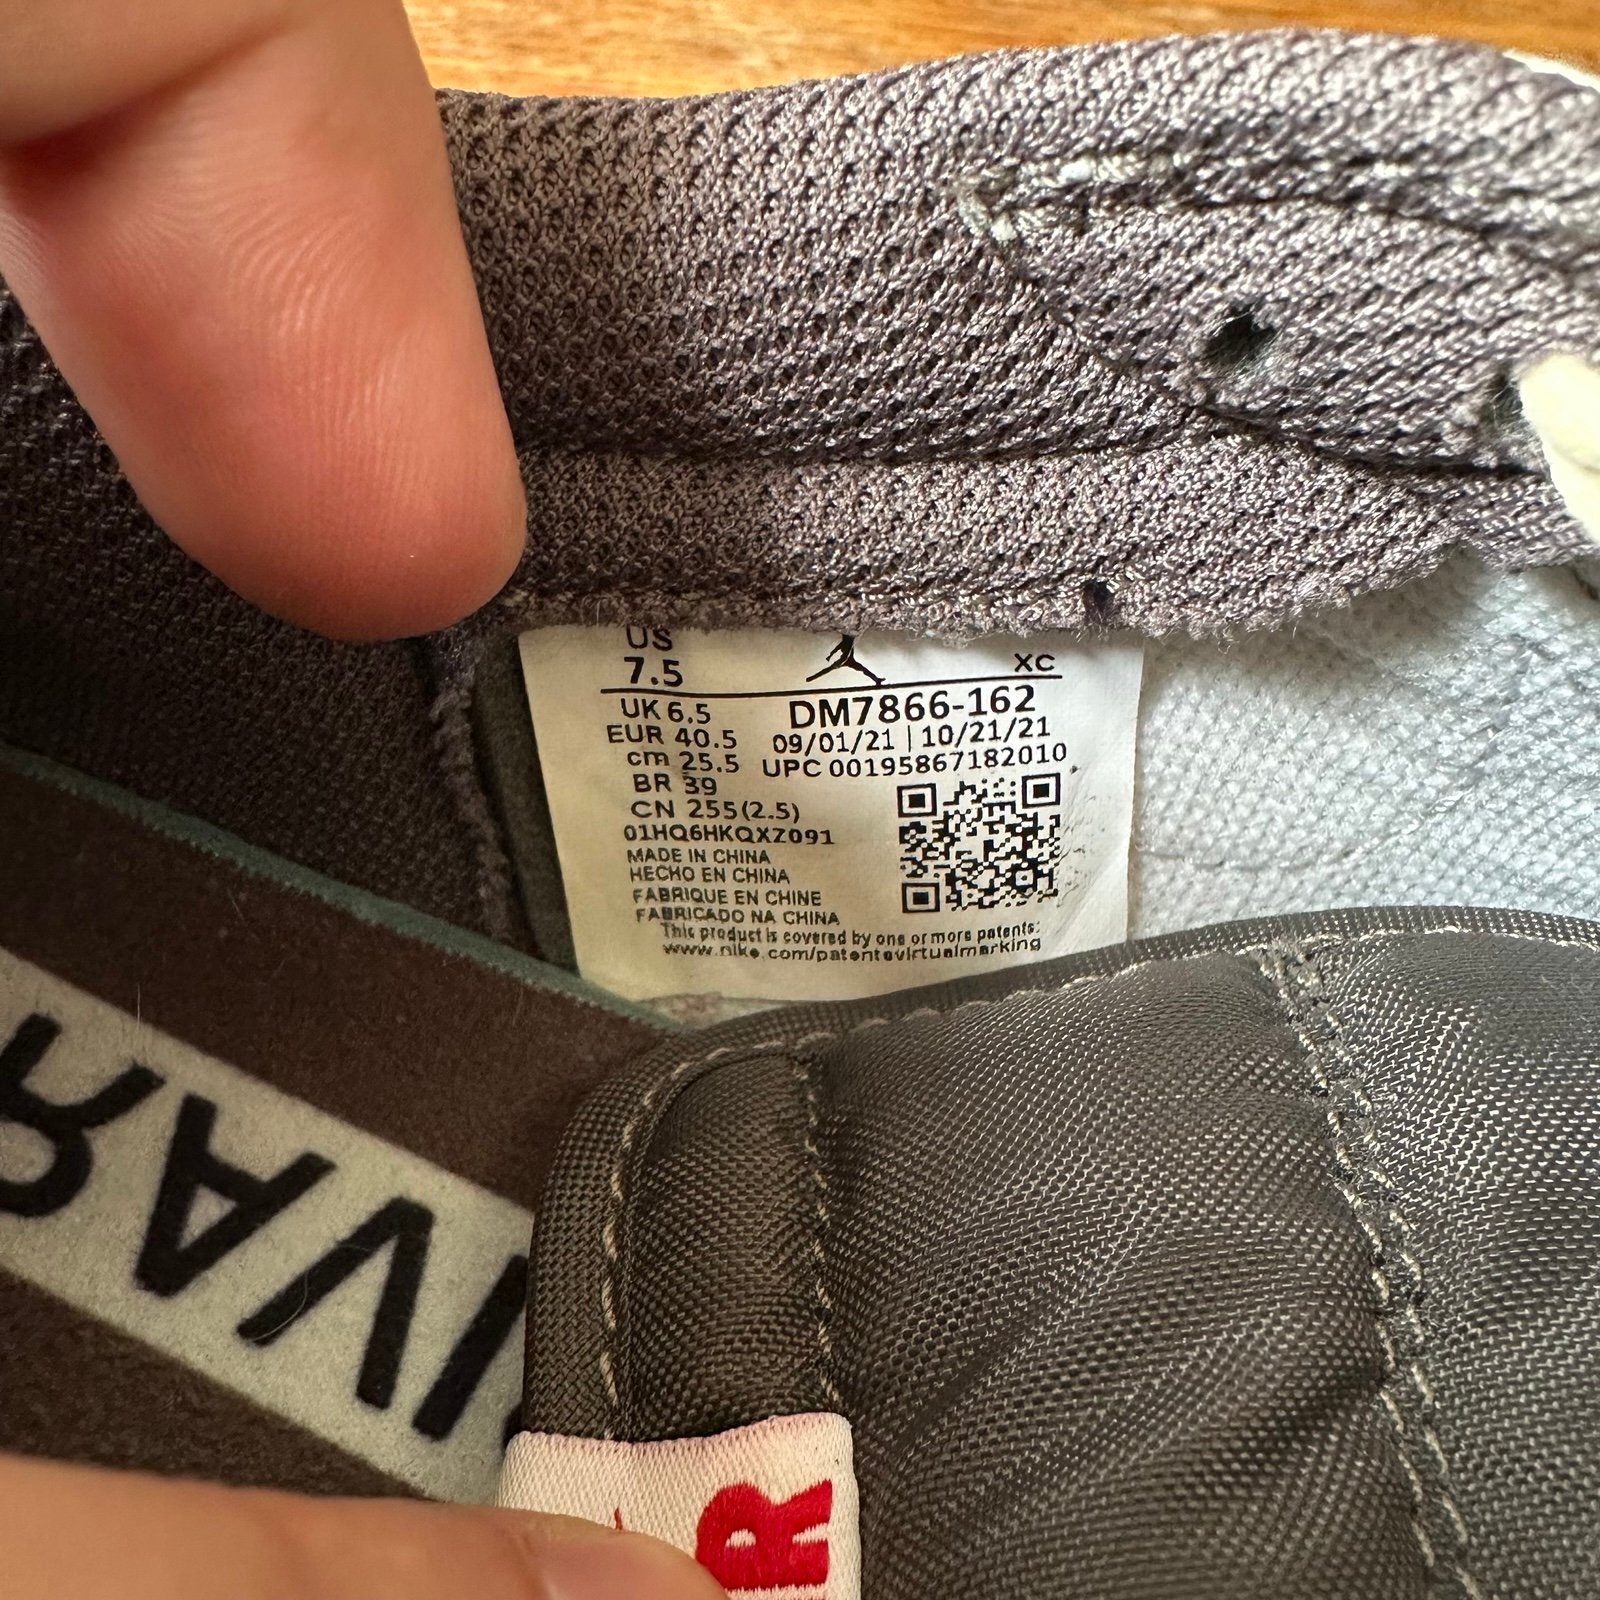 US
7.5
XC
UK 6.5
DM7866-162
EUR 40.5
09/01/21 | 10/21/21
cm 25.5
UPC 00195867182010
BR 39
CN 255(2.5)
01HQ6HKQXZ091
MADE IN CHINA
HECHO EN CHINA
FABRIQUE EN CHINE
FABRICADO NA CHINA
This product is covered by one or more patents:
www.nike.com/patentsvirtualmarking